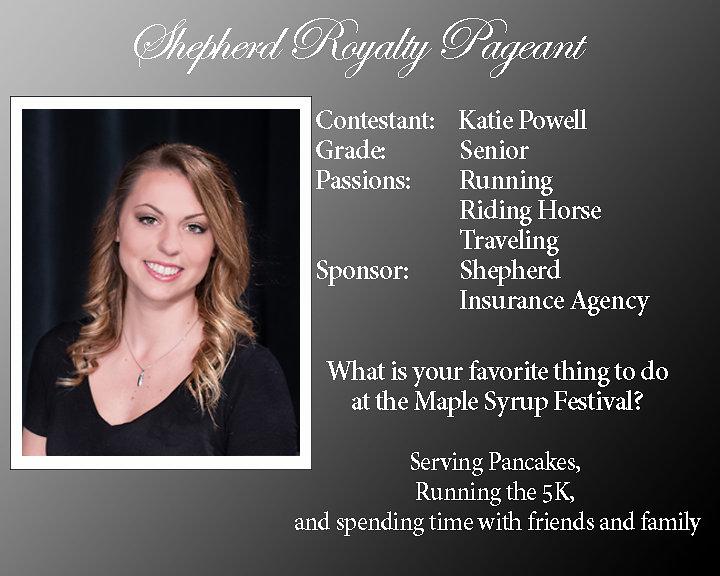 Shepherd Royalty Pageant
Contestant: Katie Powell
Grade: Senior
Passions: Running
Riding Horse
Traveling
Sponsor: Shepherd
Insurance Agency
What is your favorite thing to do
at the Maple Syrup Festival?
Serving Pancakes,
Running the 5K,
and spending time with friends and family